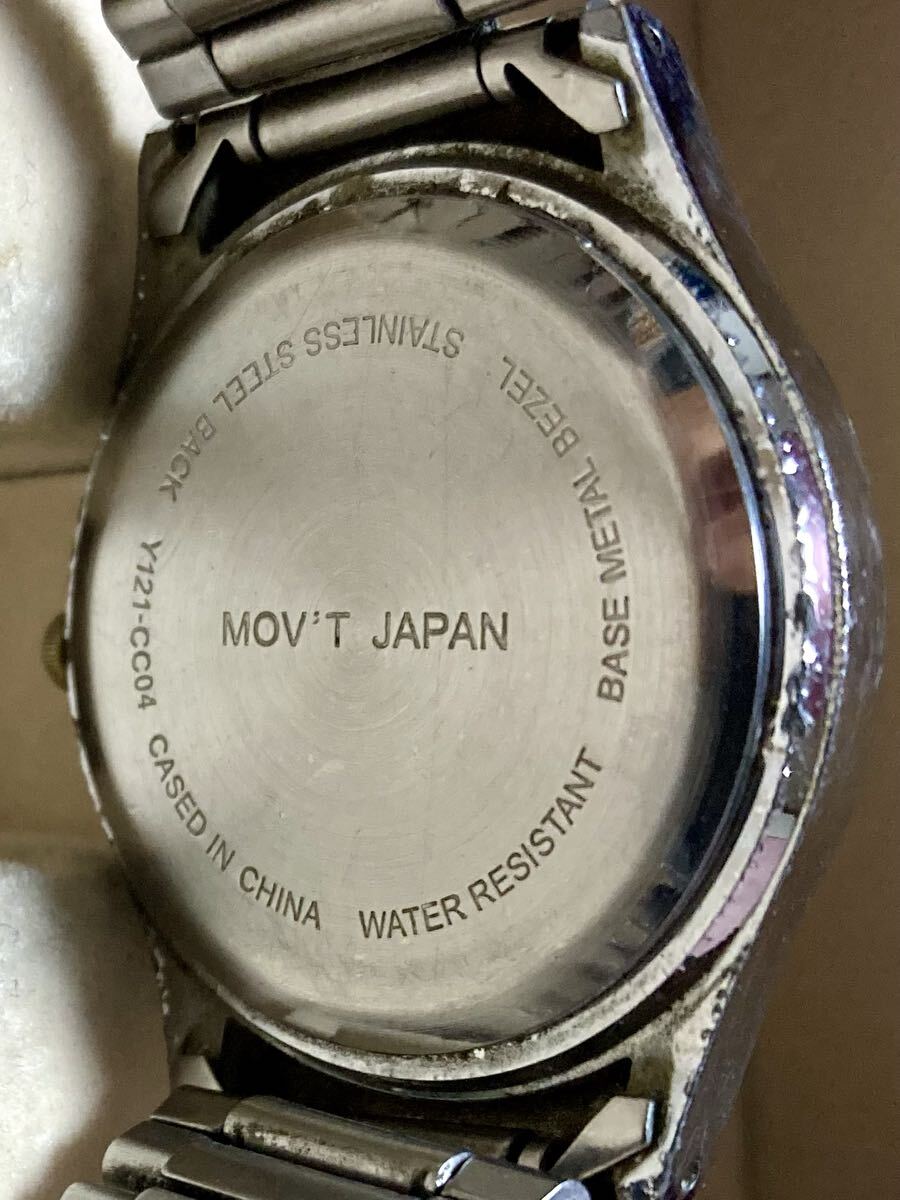 MOV'T JAPAN
STAINLESS STEEL BACK
Y121-CC04
CASED IN CHINA
WATER RESISTANT
BASE METAL BEZEL